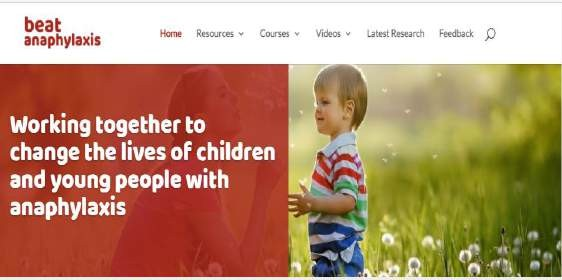 beat
anaphylaxis
Home Resources Courses Videos Latest Research Feedback
Working together to
change the lives of children
and young people with
anaphylaxis